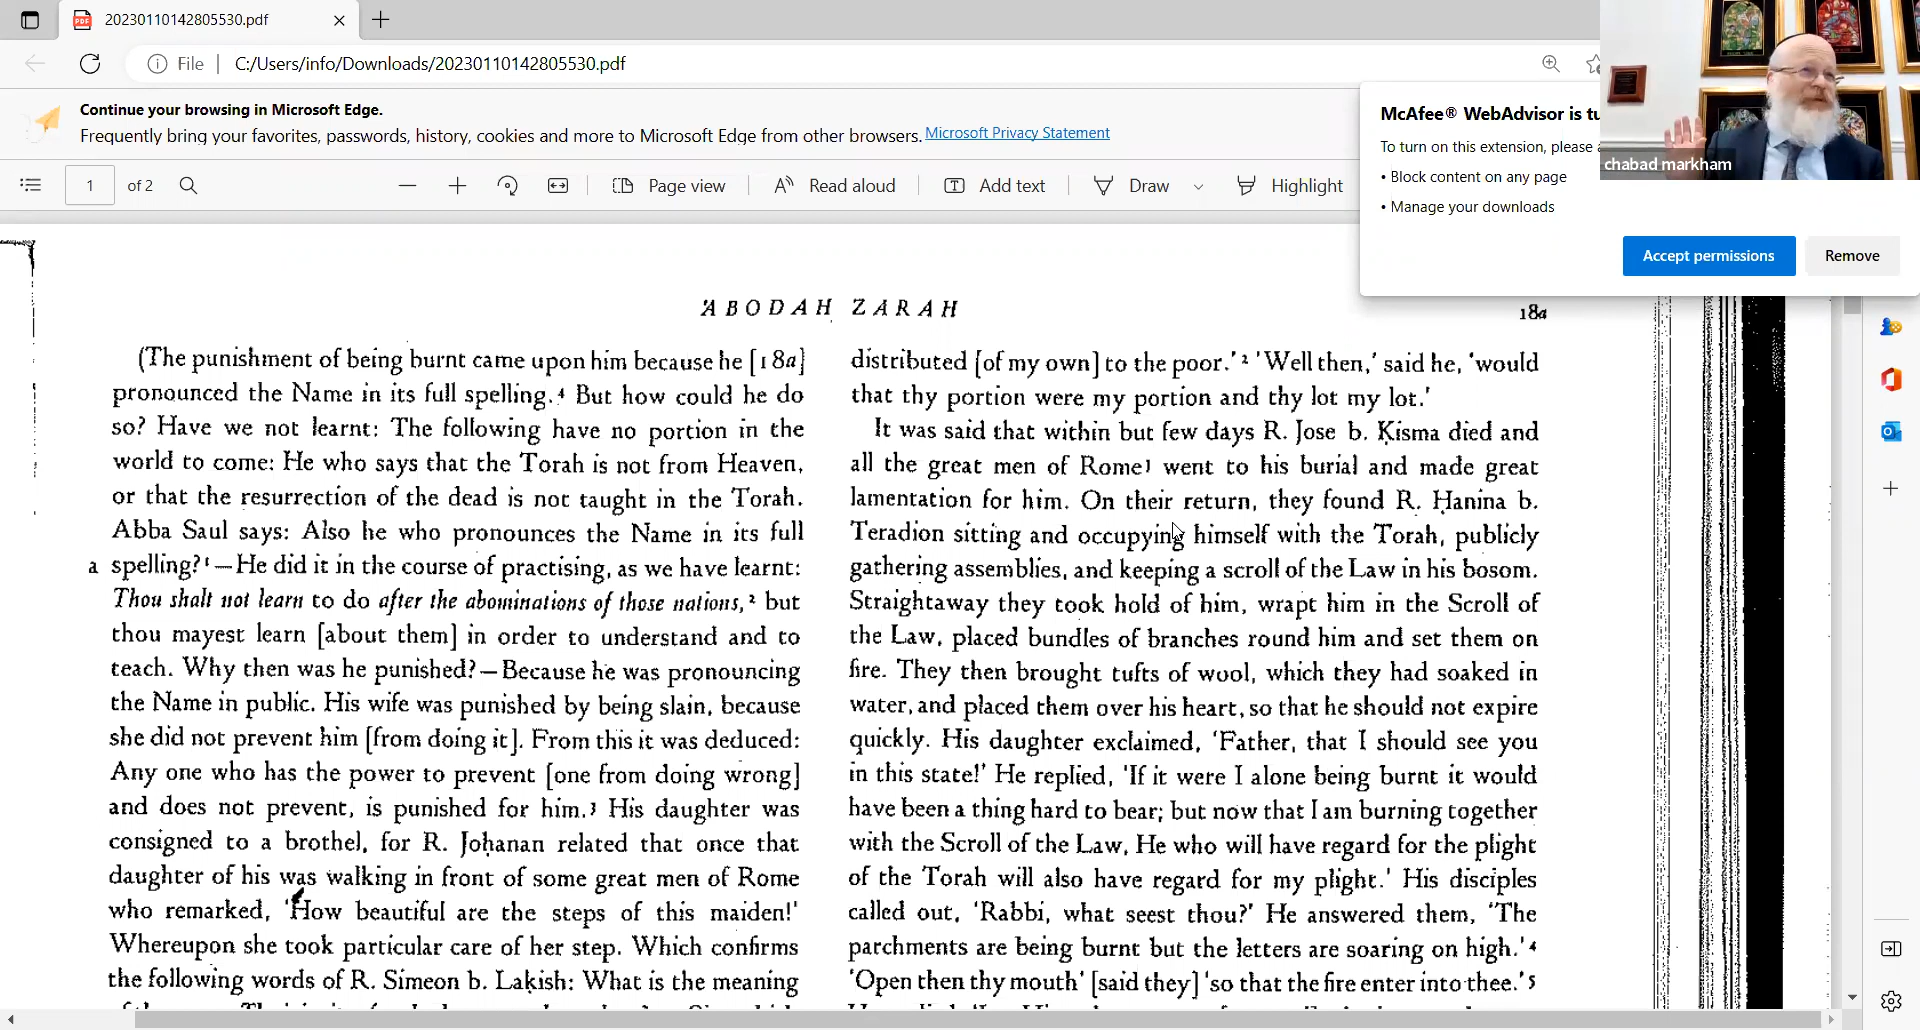 20230110142805530.pdf
File
C:/Users/info/Downloads/20230110142805530.pdf
Continue your browsing in Microsoft Edge.
Frequently bring your favorites, passwords, history, cookies and more to Microsoft Edge from other browsers. Microsoft Privacy Statement
1 of 2
Page view
Read aloud
Add text
Draw
Highlight
McAfee® WebAdvisor is tu
To turn on this extension, please a
• Block content on any page
• Manage your downloads
Accept permissions
Remove
chabad markham
'ABODAH ZARAH
18a
(The punishment of being burnt came upon him because he [18a]
pronounced the Name in its full spelling.⁴ But how could he do
so? Have we not learnt: The following have no portion in the
world to come: He who says that the Torah is not from Heaven,
or that the resurrection of the dead is not taught in the Torah.
Abba Saul says: Also he who pronounces the Name in its full
a spelling?¹—He did it in the course of practising, as we have learnt:
Thou shalt not learn to do after the abominations of those nations,² but
thou mayest learn [about them] in order to understand and to
teach. Why then was he punished?—Because he was pronouncing
the Name in public. His wife was punished by being slain, because
she did not prevent him [from doing it]. From this it was deduced:
Any one who has the power to prevent [one from doing wrong]
and does not prevent, is punished for him.³ His daughter was
consigned to a brothel, for R. Joḥanan related that once that
daughter of his was walking in front of some great men of Rome
who remarked, 'How beautiful are the steps of this maiden!'
Whereupon she took particular care of her step. Which confirms
the following words of R. Simeon b. Laḳish: What is the meaning
distributed [of my own] to the poor.'² 'Well then,' said he, 'would
that thy portion were my portion and thy lot my lot.'
It was said that within but few days R. Jose b. Ḳisma died and
all the great men of Rome³ went to his burial and made great
lamentation for him. On their return, they found R. Ḥanina b.
Teradion sitting and occupying himself with the Torah, publicly
gathering assemblies, and keeping a scroll of the Law in his bosom.
Straightaway they took hold of him, wrapt him in the Scroll of
the Law, placed bundles of branches round him and set them on
fire. They then brought tufts of wool, which they had soaked in
water, and placed them over his heart, so that he should not expire
quickly. His daughter exclaimed, 'Father, that I should see you
in this state!' He replied, 'If it were I alone being burnt it would
have been a thing hard to bear; but now that I am burning together
with the Scroll of the Law, He who will have regard for the plight
of the Torah will also have regard for my plight.' His disciples
called out, 'Rabbi, what seest thou?' He answered them, 'The
parchments are being burnt but the letters are soaring on high.'⁴
'Open then thy mouth' [said they] 'so that the fire enter into thee.'⁵